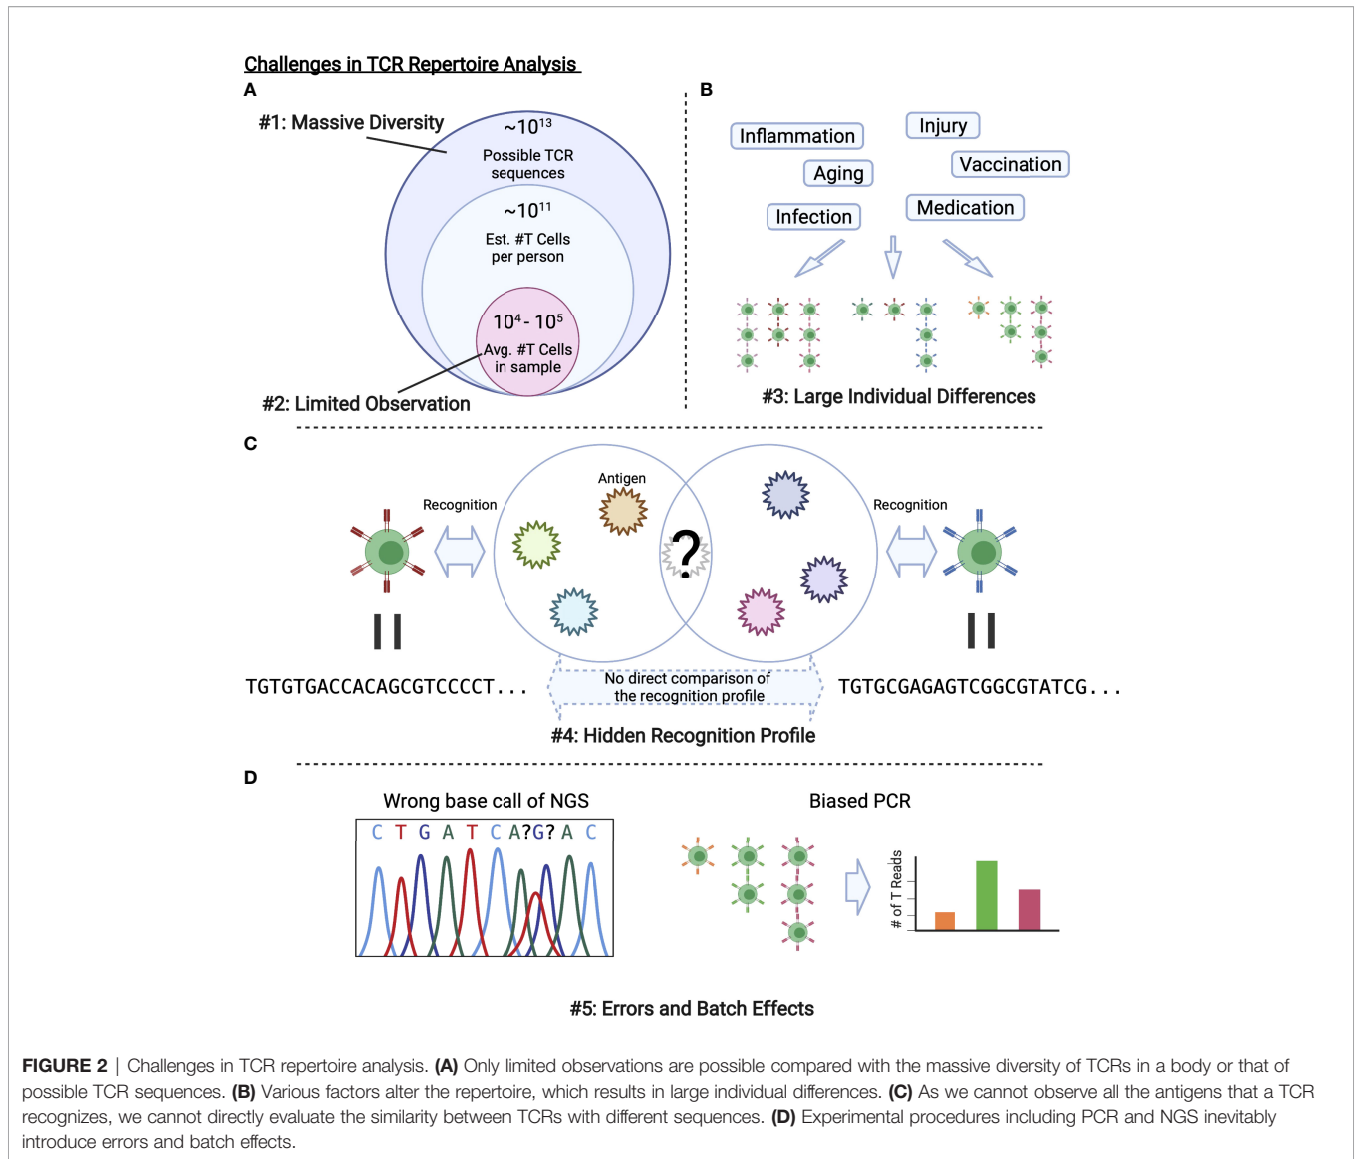 Challenges in TCR Repertoire Analysis
A
#1: Massive Diversity
~10¹³
Possible TCR
sequences
~10¹¹
Est. #T Cells
per person
10⁴ - 10⁵
Avg. #T Cells
in sample
#2: Limited Observation
B
Inflammation
Injury
Aging
Vaccination
Infection
Medication
#3: Large Individual Differences
C
Recognition
Antigen
?
Recognition
TGTGTGACCACAGCGTCCCCT...
No direct comparison of
the recognition profile
TGTGCGAGAGTCGGCGTATCG...
#4: Hidden Recognition Profile
D
Wrong base call of NGS
C T G A T C A?G? A C
Biased PCR
# of T Reads
#5: Errors and Batch Effects
FIGURE 2 | Challenges in TCR repertoire analysis. (A) Only limited observations are possible compared with the massive diversity of TCRs in a body or that of
possible TCR sequences. (B) Various factors alter the repertoire, which results in large individual differences. (C) As we cannot observe all the antigens that a TCR
recognizes, we cannot directly evaluate the similarity between TCRs with different sequences. (D) Experimental procedures including PCR and NGS inevitably
introduce errors and batch effects.